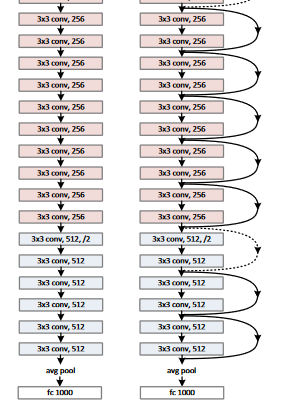 3x3 conv, 256 3x3 conv, 256
3x3 conv, 256 3x3 conv, 256
3x3 conv, 256 3x3 conv, 256
3x3 conv, 256 3x3 conv, 256
3x3 conv, 256 3x3 conv, 256
3x3 conv, 256 3x3 conv, 256
3x3 conv, 256 3x3 conv, 256
3x3 conv, 256 3x3 conv, 256
3x3 conv, 256 3x3 conv, 256
3x3 conv, 256 3x3 conv, 256
3x3 conv, 512, /2 3x3 conv, 512, /2
3x3 conv, 512 3x3 conv, 512
3x3 conv, 512 3x3 conv, 512
3x3 conv, 512 3x3 conv, 512
3x3 conv, 512 3x3 conv, 512
3x3 conv, 512 3x3 conv, 512
avg pool avg pool
fc 1000 fc 1000